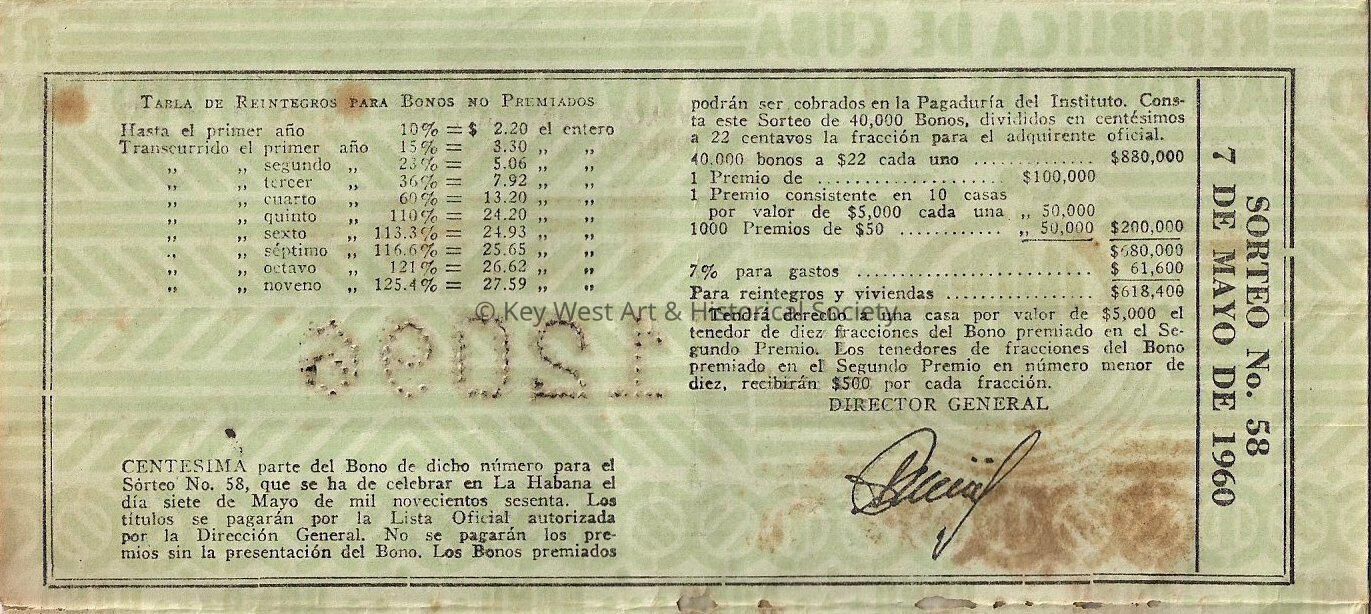 REPUBLICA DE CUBA
TABLA DE REINTEGROS PARA BONOS NO PREMIADOS
Hasta el primer año 10% = $ 2.20 el entero
Transcurrido el primer año 15% = 3.30 ,, ,,
,, ,, segundo ,, 23% = 5.06 ,, ,,
,, ,, tercer ,, 36% = 7.92 ,, ,,
,, ,, cuarto ,, 60% = 13.20 ,, ,,
,, ,, quinto ,, 110% = 24.20 ,, ,,
,, ,, sexto ,, 113.3% = 24.93 ,, ,,
,, ,, séptimo ,, 116.6% = 25.65 ,, ,,
,, ,, octavo ,, 121% = 26.62 ,, ,,
,, ,, noveno ,, 125.4% = 27.59 ,, ,,
12096
CENTESIMA parte del Bono de dicho número para el
Sórteo No. 58, que se ha de celebrar en La Habana el
día siete de Mayo de mil novecientos sesenta. Los
títulos se pagarán por la Lista Oficial autorizada
por la Dirección General. No se pagarán los pre-
mios sin la presentación del Bono. Los Bonos premiados
podrán ser cobrados en la Pagaduría del Instituto. Cons-
ta este Sorteo de 40,000 Bonos, divididos en centésimos
a 22 centavos la fracción para el adquirente oficial.
40.000 bonos a $22 cada uno .............. $880,000
1 Premio de ..................... $100,000
1 Premio consistente en 10 casas
por valor de $5,000 cada una ,, 50,000
1000 Premios de $50 ............ ,, 50,000 $200,000
$680,000
7% para gastos ........................... $ 61,600
Para reintegros y viviendas ................. $618,400
Tendrá derecho a una casa por valor de $5,000 el
tenedor de diez fracciones del Bono premiado en el Se-
gundo Premio. Los tenedores de fracciones del Bono
premiado en el Segundo Premio en número menor de
diez, recibirán $500 por cada fracción.
DIRECTOR GENERAL
SORTEO No. 58
7 DE MAYO DE 1960
© Key West Art & Historical Society